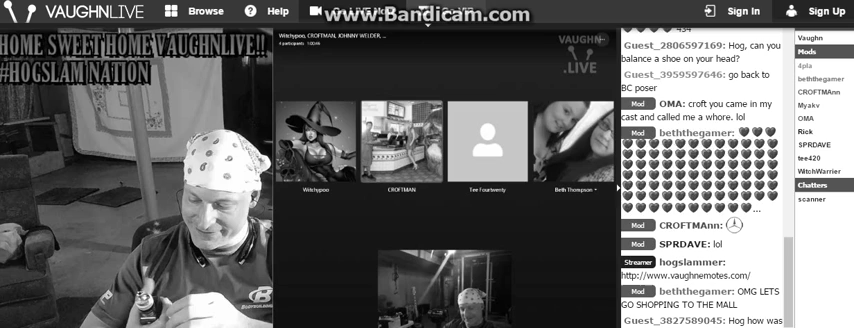 VAUGHNLIVE
Browse
Help
www.Bandicam.com
Sign In
Sign Up
HOME SWEET HOME VAUGHNLIVE!!
#HOGSLAM NATION
Witchypoo, CROFTMAN, JOHNNY WELDER, ...
4 participants
VAUGHN
.LIVE
Witchypoo
CROFTMAN
Tee Fourtwenty
Beth Thompson
434
Guest_2806597169: Hog, can you
balance a shoe on your head?
Guest_3959597646: go back to
BC poser
Mod OMA: croft you came in my
cast and called me a whore. lol
Mod beththegamer:
...
Mod CROFTMAnn:
Mod SPRDAVE: lol
Streamer hogslammer:
http://www.vaughnemotes.com/
Mod beththegamer: OMG LETS
GO SHOPPING TO THE MALL
Guest_3827589045: Hog how was
Vaughn
Mods
4pla
beththegamer
CROFTMAnn
Myakv
OMA
Rick
SPRDAVE
tee420
WitchWarrier
Chatters
scanner